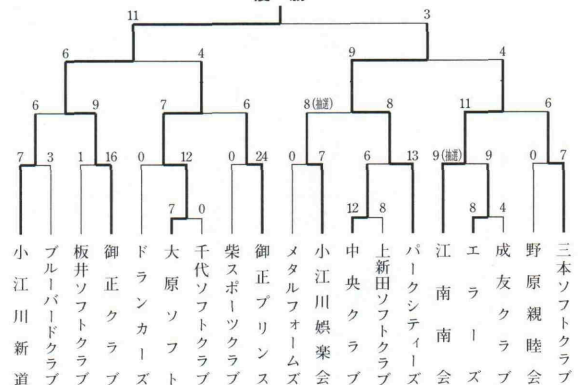 11 3
6 4 9 4
6 9 7 6 8(抽選) 8 11 6
7 3 1 16 0 12 0 24 0 7 6 13 9(抽選) 9 0 7
7 0 12 8 8 4
小江川新道
ブルーバードクラブ
板井ソフトクラブ
御正クラブ
ドランカーズ
大原ソフト
千代ソフトクラブ
柴スポーツクラブ
御正プリンス
メタルフォームズ
小江川娯楽会
中央クラブ
上新田ソフトクラブ
パークシティーズ
江南南会
エラーズ
成友クラブ
野原親睦会
三本ソフトクラブ